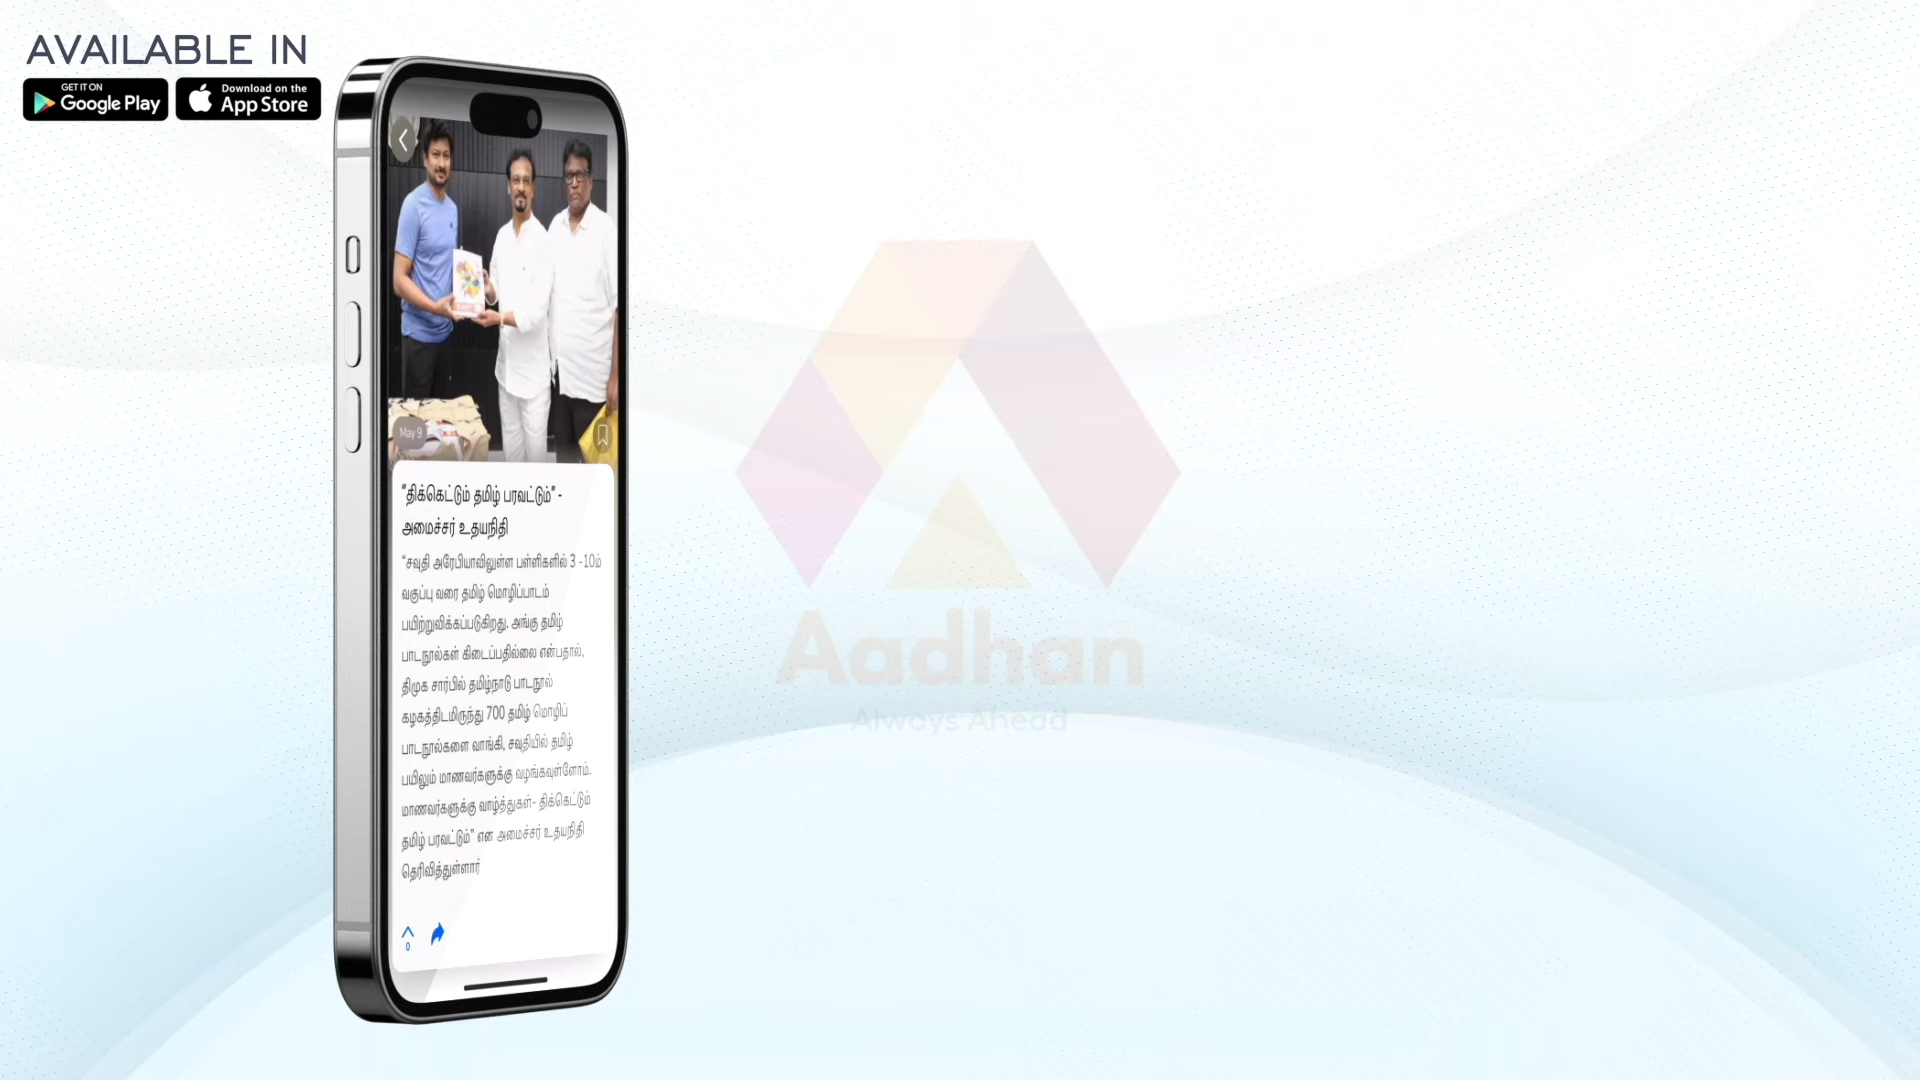 AVAILABLE IN
GET IT ON
Google Play
Download on the
App Store
May 9
"திக்கெட்டும் தமிழ் பரவட்டும்" -
அமைச்சர் உதயநிதி
"சவுதி அரேபியாவிலுள்ள பள்ளிகளில் 3 -10ம்
வகுப்பு வரை தமிழ் மொழிப்பாடம்
பயிற்றுவிக்கப்படுகிறது. அங்கு தமிழ்
பாடநூல்கள் கிடைப்பதில்லை என்பதால்,
திமுக சார்பில் தமிழ்நாடு பாடநூல்
கழகத்திடமிருந்து 700 தமிழ் மொழிப்
பாடநூல்களை வாங்கி, சவுதியில் தமிழ்
பயிலும் மாணவர்களுக்கு வழங்கவுள்ளோம்.
மாணவர்களுக்கு வாழ்த்துகள்- திக்கெட்டும்
தமிழ் பரவட்டும்" என அமைச்சர் உதயநிதி
தெரிவித்துள்ளார்
0
Aadhan
Always Ahead